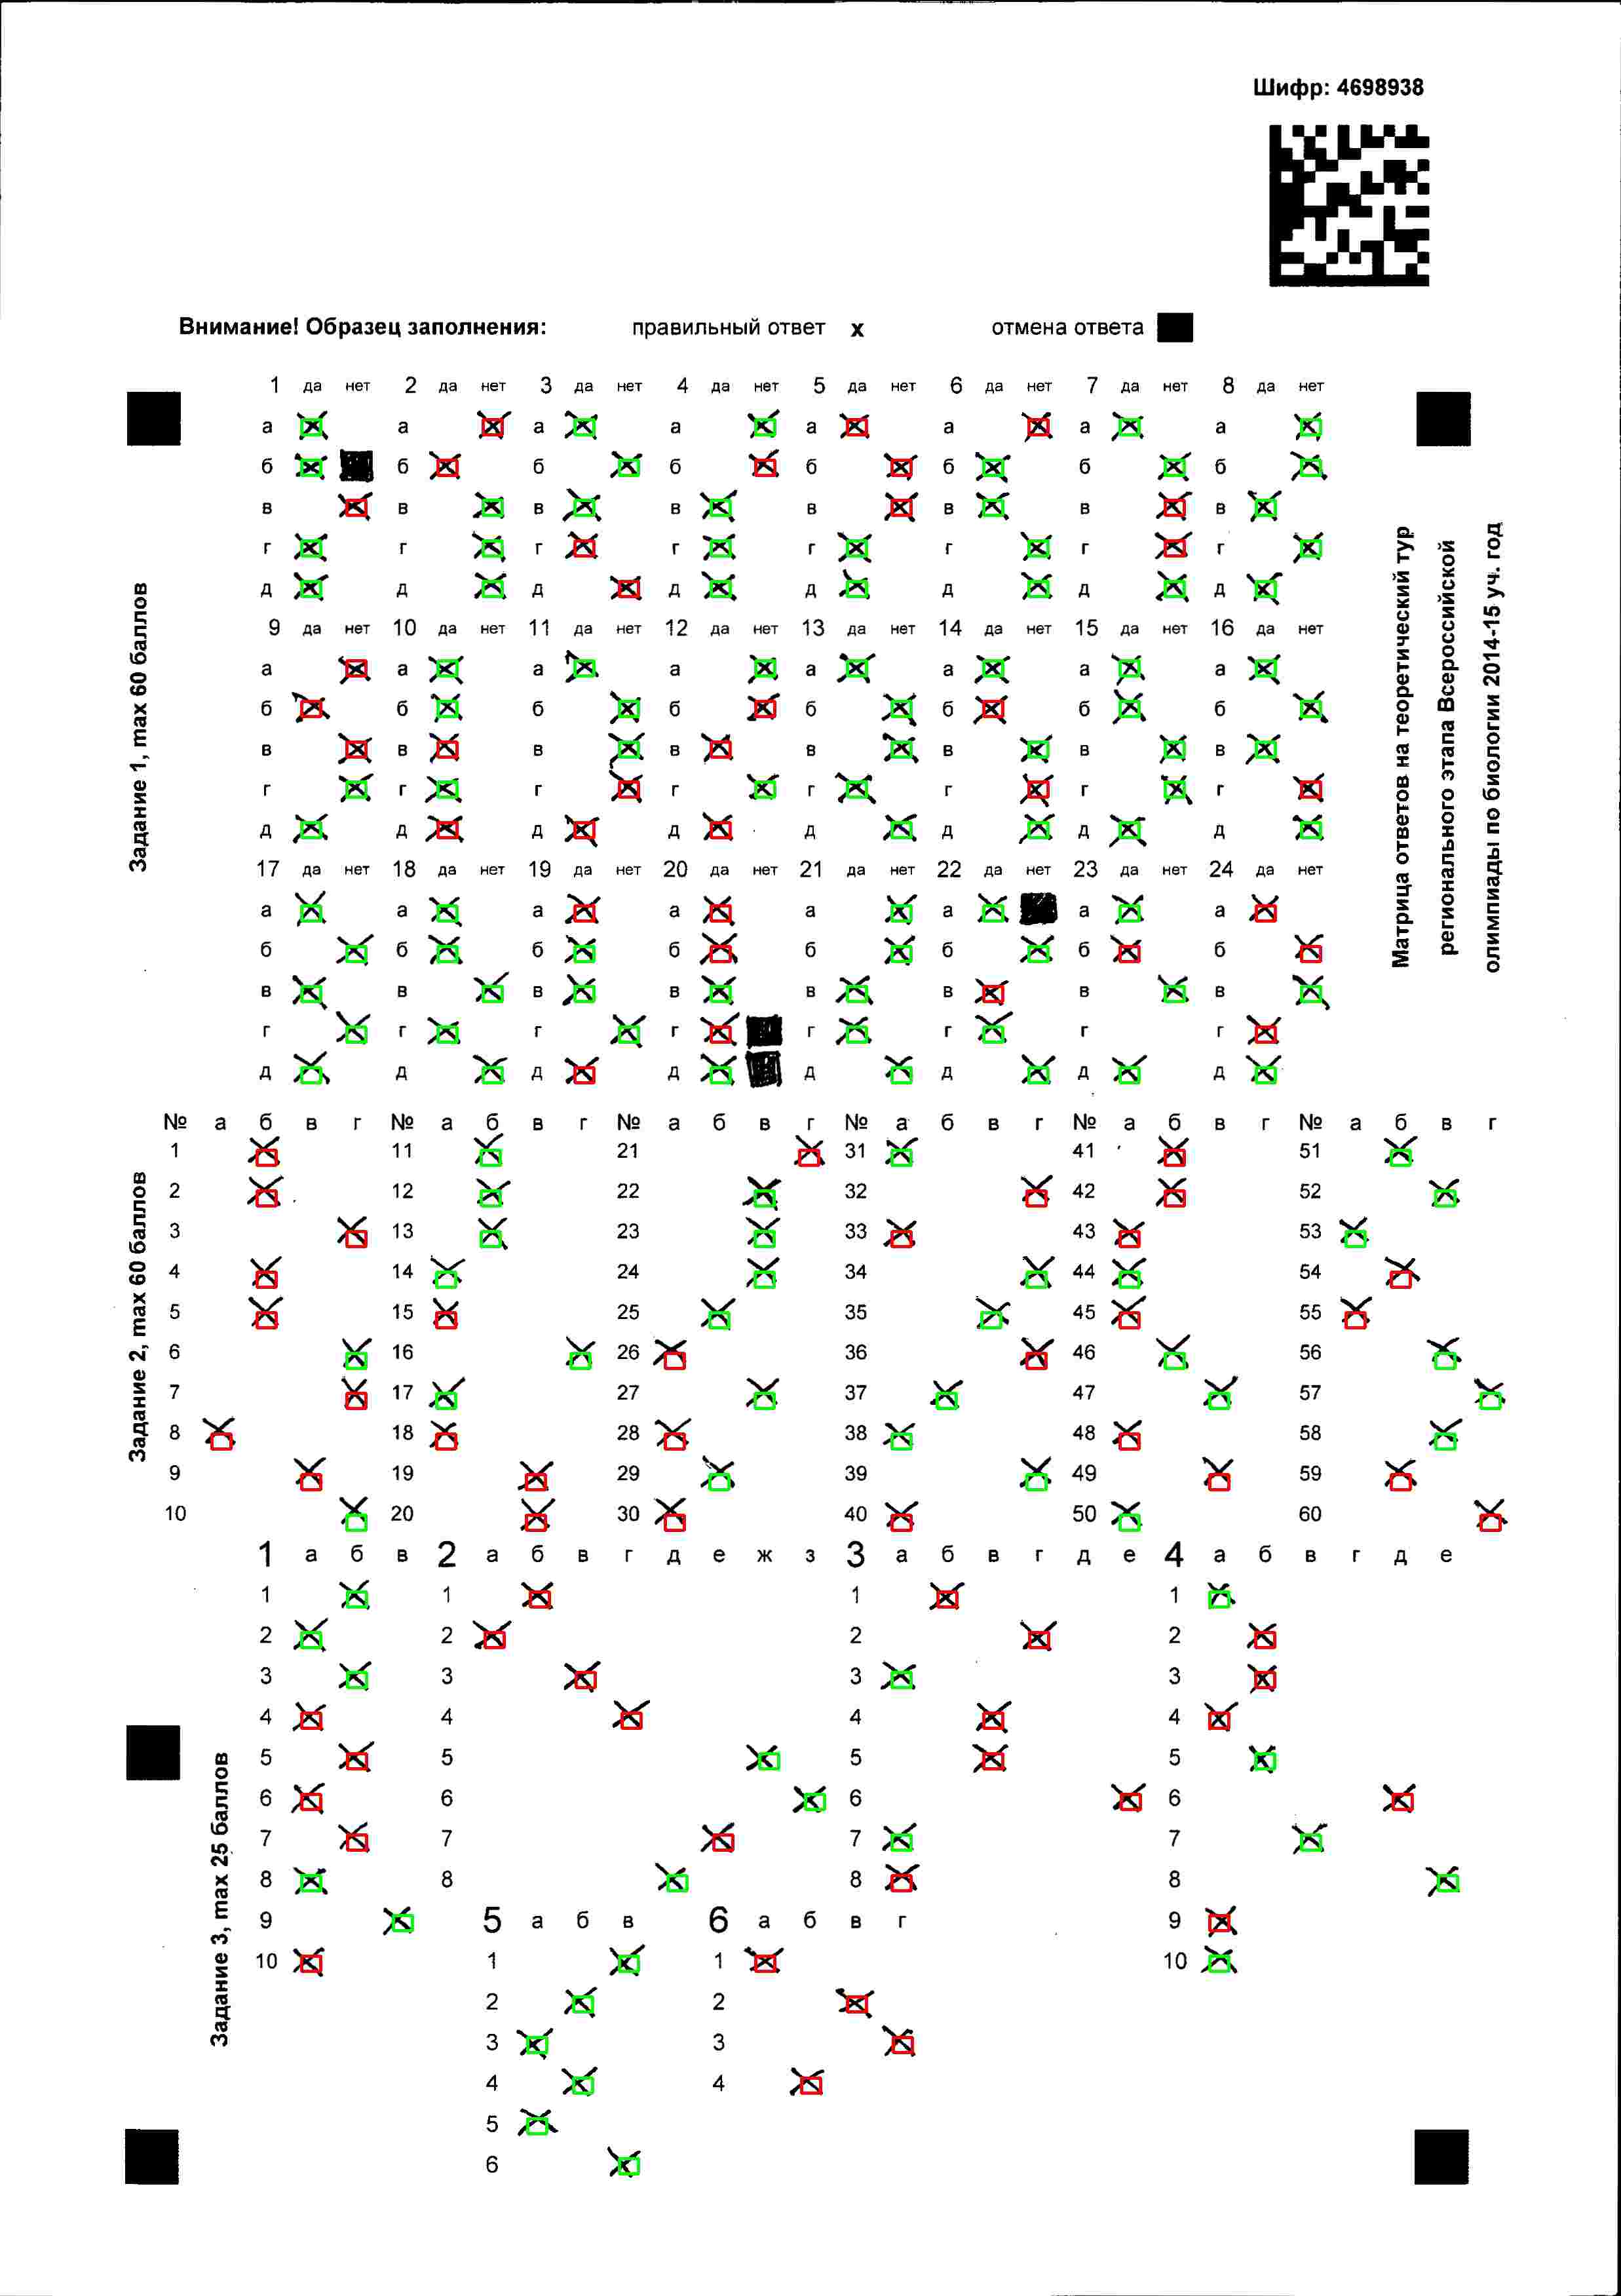 Шифр: 4698938
Внимание! Образец заполнения: правильный ответ х отмена ответа
1 да нет 2 да нет 3 да нет 4 да нет 5 да нет 6 да нет 7 да нет 8 да нет
а а а а а а а а
б б б б б б б б
в в в в в в в в
г г г г г г г г
д д д д д д д д
9 да нет 10 да нет 11 да нет 12 да нет 13 да нет 14 да нет 15 да нет 16 да нет
а а а а а а а а
б б б б б б б б
в в в в в в в в
г г г г г г г г
д д д д д д д д
17 да нет 18 да нет 19 да нет 20 да нет 21 да нет 22 да нет 23 да нет 24 да нет
а а а а а а а а
б б б б б б б б
в в в в в в в в
г г г г г г г г
д д д д д д д д
Задание 1, max 60 баллов
Матрица ответов на теоретический тур
регионального этапа Всероссийской
олимпиады по биологии 2014-15 уч. год
№ а б в г № а б в г № а б в г № а б в г № а б в г № а б в г
1 11 21 31 41 51
2 12 22 32 42 52
3 13 23 33 43 53
4 14 24 34 44 54
5 15 25 35 45 55
6 16 26 36 46 56
7 17 27 37 47 57
8 18 28 38 48 58
9 19 29 39 49 59
10 20 30 40 50 60
Задание 2, max 60 баллов
1 а б в 2 а б в г д е ж з 3 а б в г д е 4 а б в г д е
1 1 1 1
2 2 2 2
3 3 3 3
4 4 4 4
5 5 5 5
6 6 6 6
7 7 7 7
8 8 8 8
9 5 а б в 6 а б в г 9
10 1 1 10
2 2
3 3
4 4
5
6
Задание 3, max 25 баллов